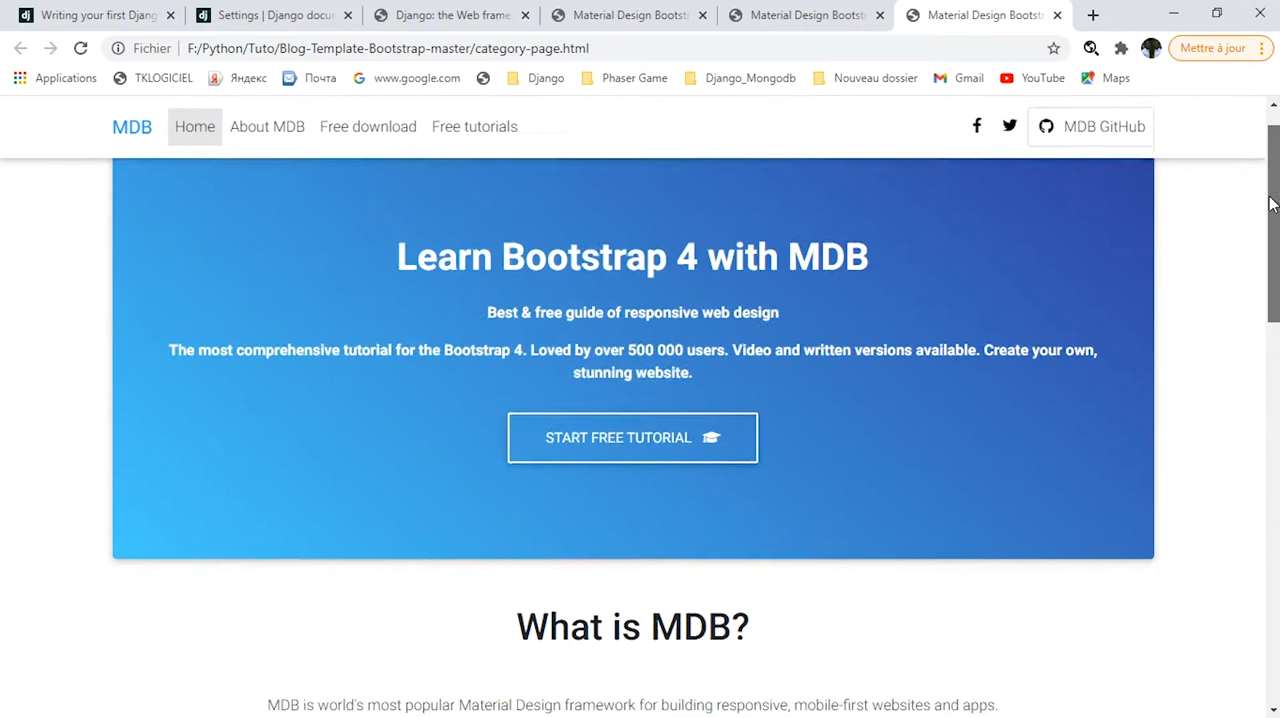 Writing your first Djang
Settings | Django docum
Django: the Web frame
Material Design Bootstr
Material Design Bootstr
Material Design Bootst
Fichier
F:/Python/Tuto/Blog-Template-Bootstrap-master/category-page.html
Mettre à jour
Applications
TKLOGICIEL
Яндекс
Почта
www.google.com
Django
Phaser Game
Django_Mongodb
Nouveau dossier
Gmail
YouTube
Maps
MDB
Home
About MDB
Free download
Free tutorials
MDB GitHub
Learn Bootstrap 4 with MDB
Best & free guide of responsive web design
The most comprehensive tutorial for the Bootstrap 4. Loved by over 500 000 users. Video and written versions available. Create your own,
stunning website.
START FREE TUTORIAL
What is MDB?
MDB is world's most popular Material Design framework for building responsive, mobile-first websites and apps.